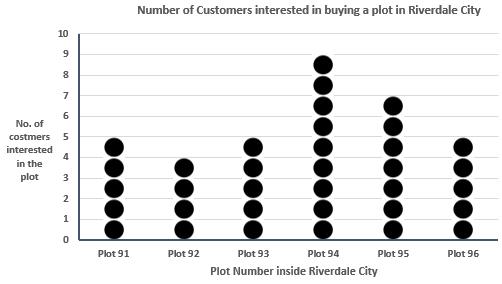 Number of Customers interested in buying a plot in Riverdale City
10
9
8
7
6
5
4
3
2
1
0
No. of
costmers
interested
in the
plot
Plot 91 Plot 92 Plot 93 Plot 94 Plot 95 Plot 96
Plot Number inside Riverdale City